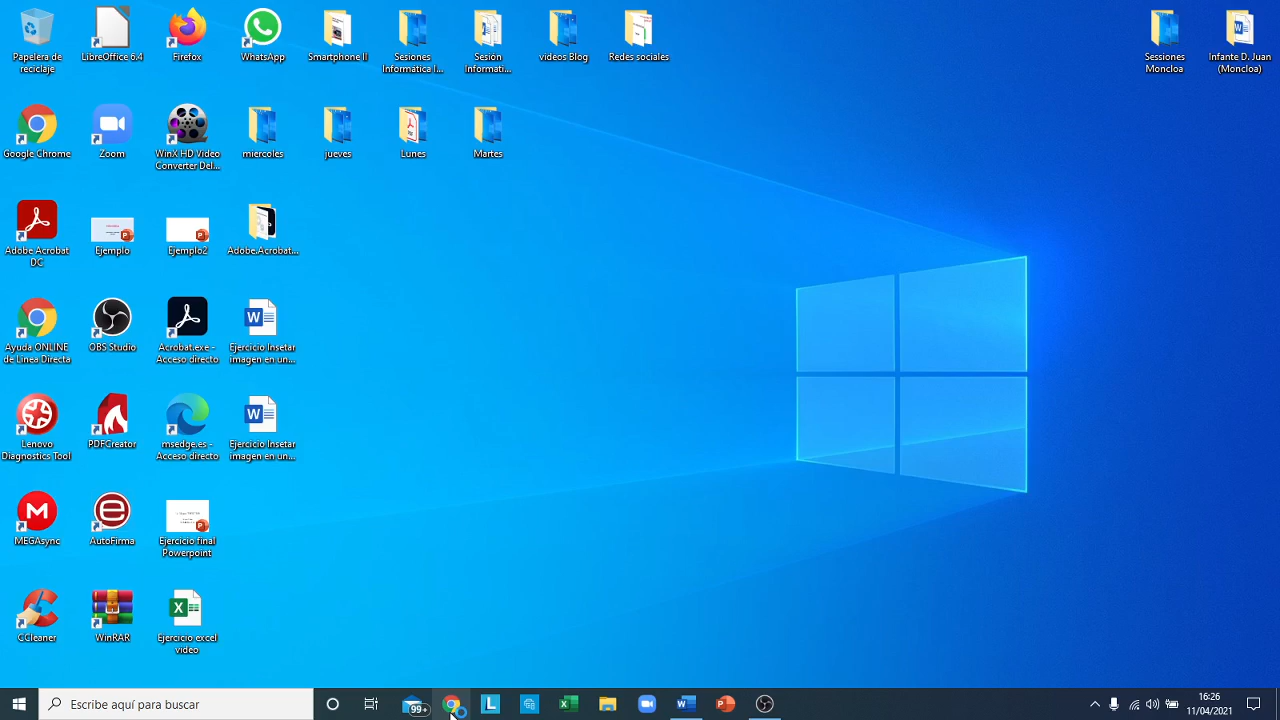 Papelera de
reciclaje
LibreOffice 6.4
Firefox
WhatsApp
Smartphone II
Sesiones
Informatica I...
Sesión
Informati...
videos Blog
Redes sociales
Sessiones
Moncloa
Infante D. Juan
(Moncloa)
Google Chrome
Zoom
WinX HD Video
Converter Del...
miercoles
jueves
Lunes
Martes
Adobe Acrobat
DC
Ejemplo
Ejemplo2
Adobe.Acrobat...
Ayuda ONLINE
de Linea Directa
OBS Studio
Acrobat.exe -
Acceso directo
Ejercicio Insetar
imagen en un...
Lenovo
Diagnostics Tool
PDFCreator
msedge.es -
Acceso directo
Ejercicio Insetar
imagen en un...
MEGAsync
AutoFirma
Ejercicio final
Powerpoint
CCleaner
WinRAR
Ejercicio excel
video
Escribe aquí para buscar
99+
16:26
11/04/2021